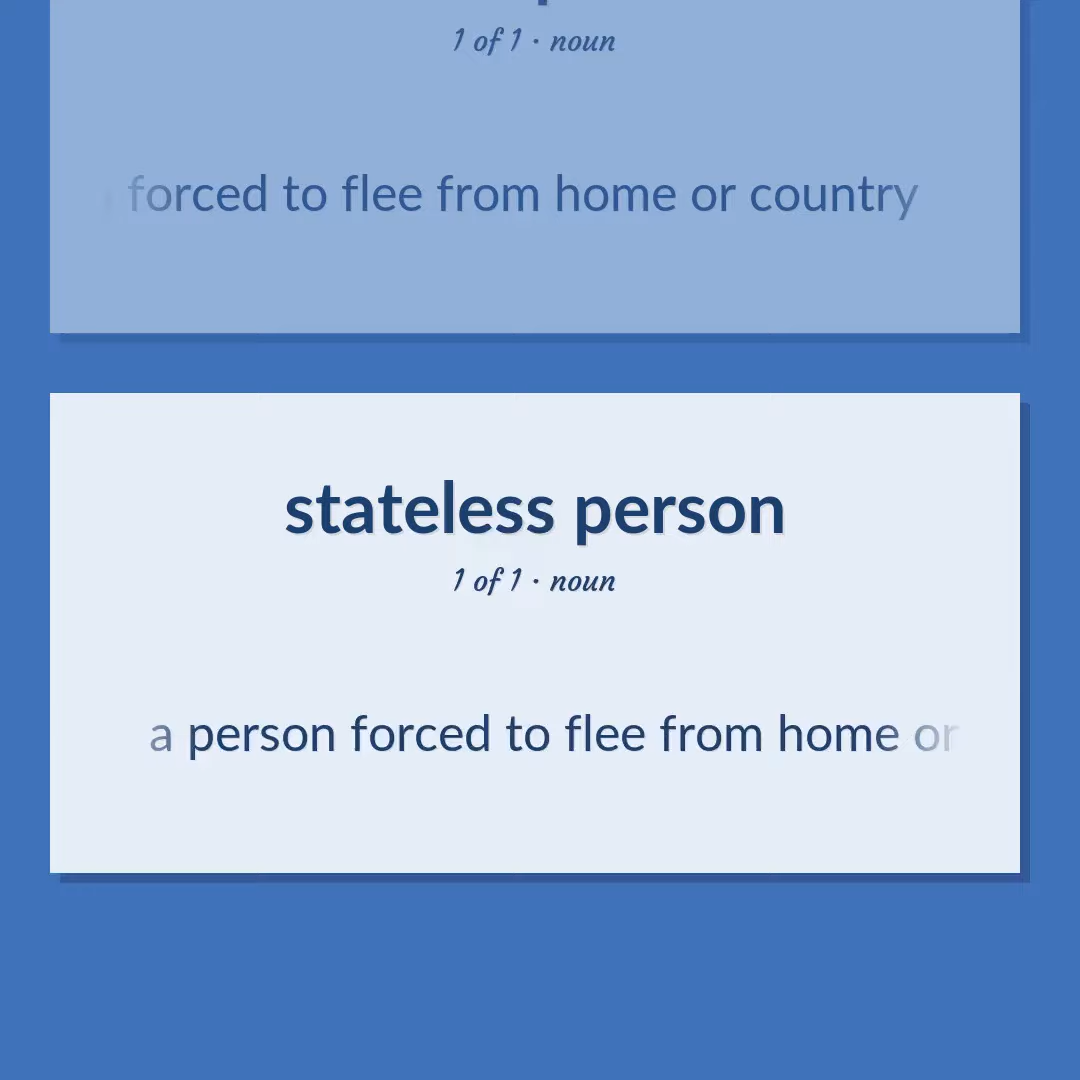 1 of 1 · noun
forced to flee from home or country
stateless person
1 of 1 · noun
a person forced to flee from home or